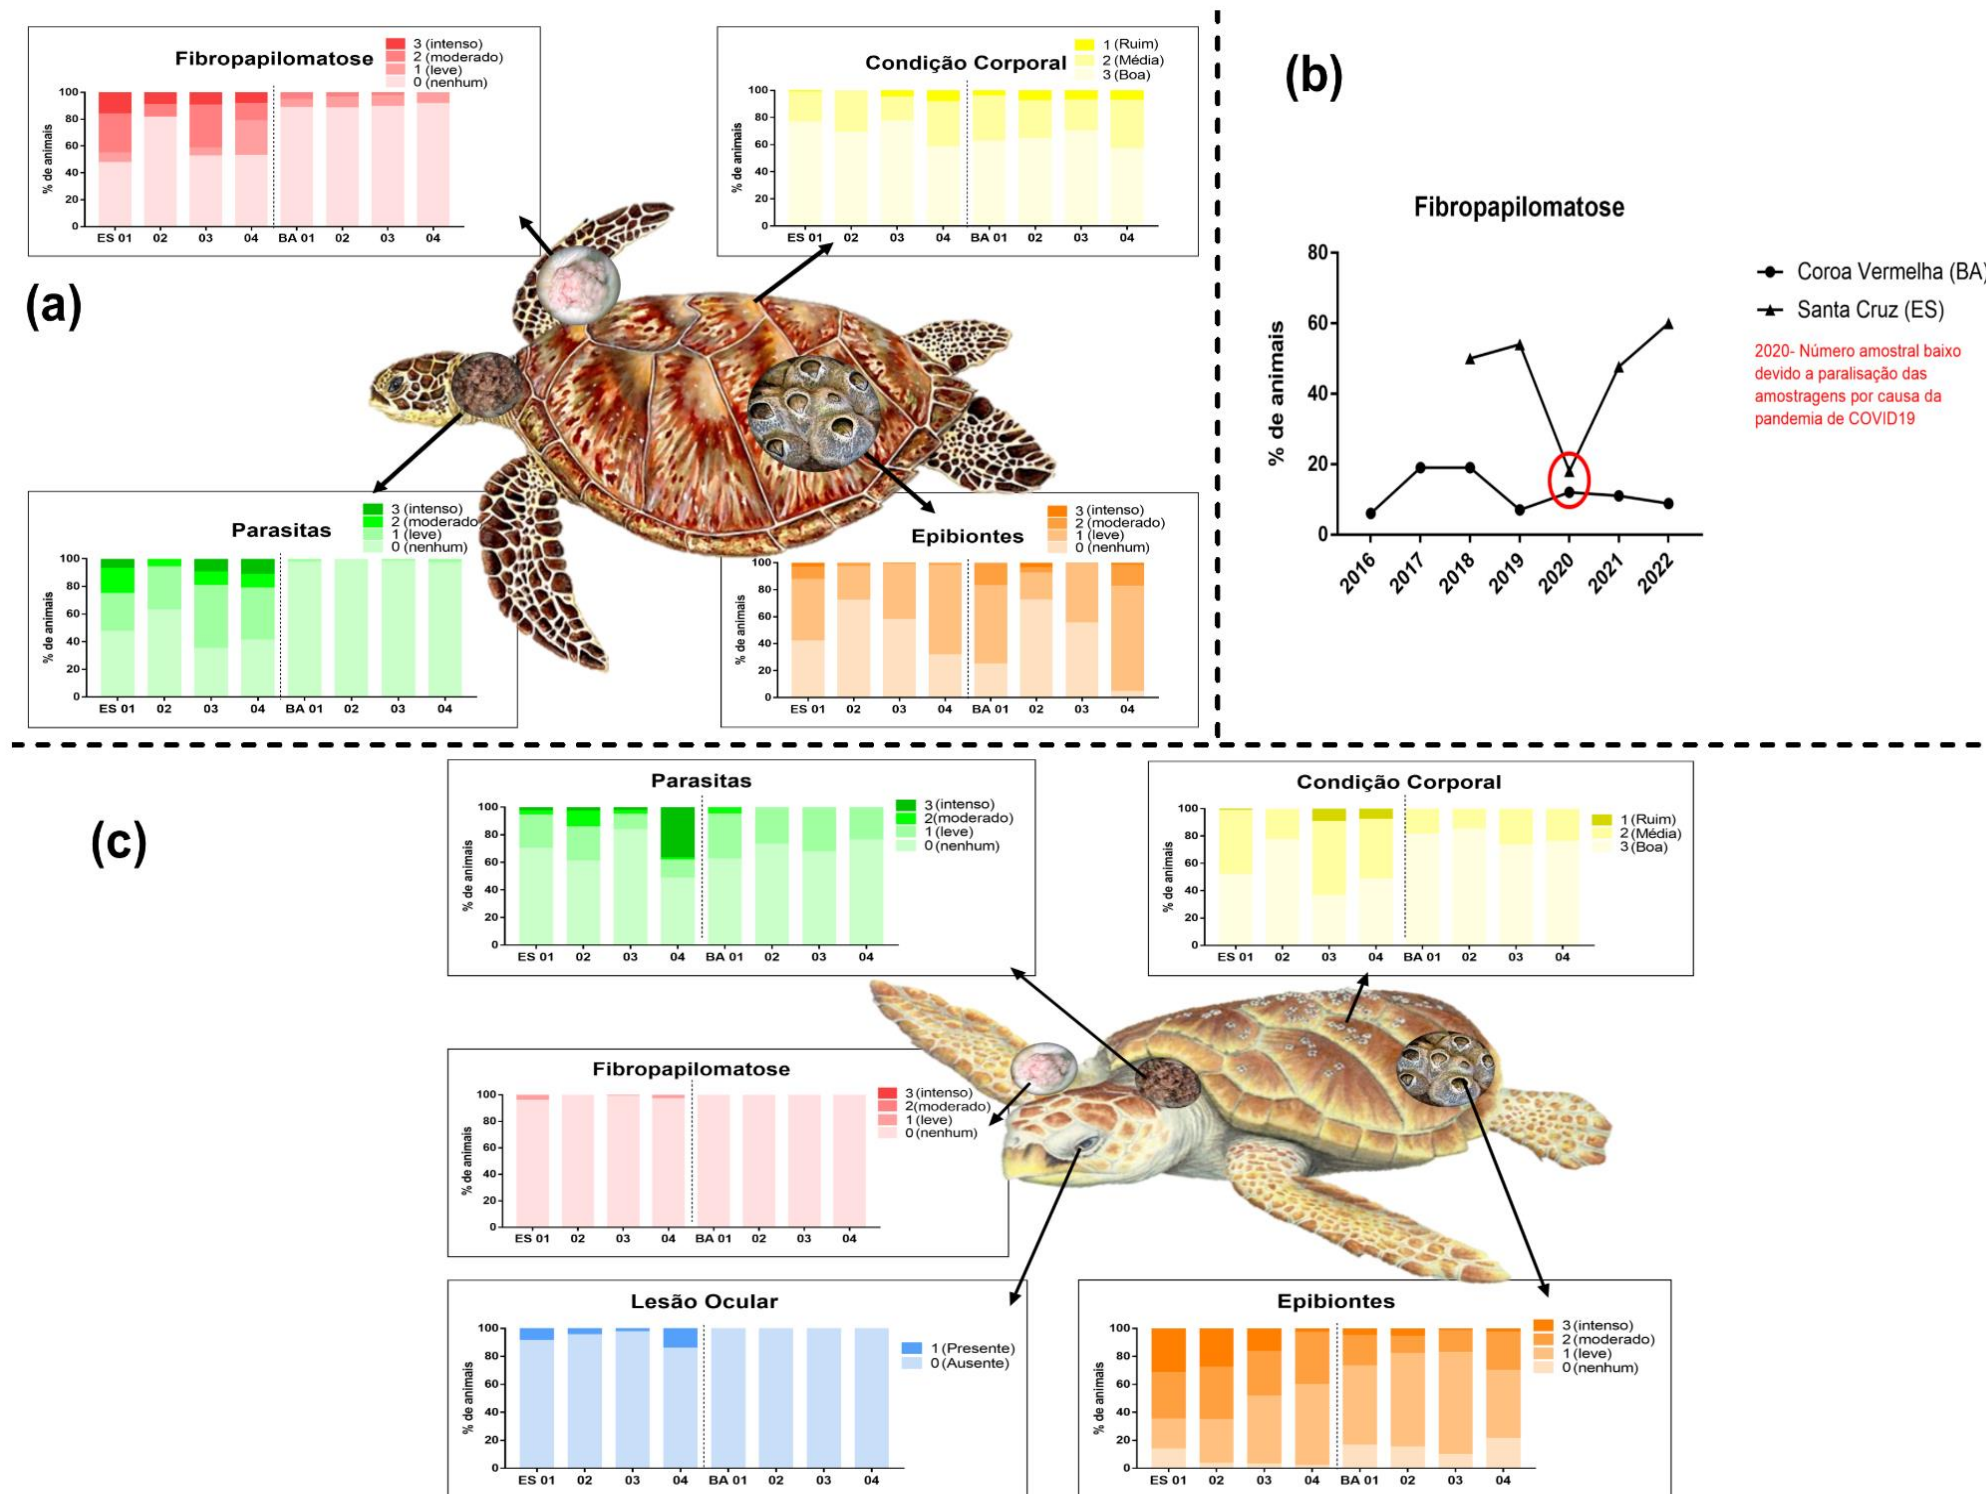 (a)
Fibropapilomatose
3 (intenso)
2 (moderado)
1 (leve)
0 (nenhum)
% de animais
100
80
60
40
20
0
ES 01 02 03 04 BA 01 02 03 04
Condição Corporal
1 (Ruim)
2 (Média)
3 (Boa)
% de animais
100
80
60
40
20
0
ES 01 02 03 04 BA 01 02 03 04
Parasitas
3 (intenso)
2 (moderado)
1 (leve)
0 (nenhum)
% de animais
100
80
60
40
20
0
ES 01 02 03 04 BA 01 02 03 04
Epibiontes
3 (intenso)
2 (moderado)
1 (leve)
0 (nenhum)
% de animais
100
80
60
40
20
0
ES 01 02 03 04 BA 01 02 03 04
(b)
Fibropapilomatose
% de animais
80
60
40
20
0
2016 2017 2018 2019 2020 2021 2022
Coroa Vermelha (BA)
Santa Cruz (ES)
2020- Número amostral baixo
devido a paralisação das
amostragens por causa da
pandemia de COVID19
(c)
Parasitas
3 (intenso)
2 (moderado)
1 (leve)
0 (nenhum)
% de animais
100
80
60
40
20
0
ES 01 02 03 04 BA 01 02 03 04
Condição Corporal
1 (Ruim)
2 (Média)
3 (Boa)
% de animais
100
80
60
40
20
0
ES 01 02 03 04 BA 01 02 03 04
Fibropapilomatose
3 (intenso)
2 (moderado)
1 (leve)
0 (nenhum)
% de animais
100
80
60
40
20
0
ES 01 02 03 04 BA 01 02 03 04
Lesão Ocular
1 (Presente)
0 (Ausente)
% de animais
100
80
60
40
20
0
ES 01 02 03 04 BA 01 02 03 04
Epibiontes
3 (intenso)
2 (moderado)
1 (leve)
0 (nenhum)
% de animais
100
80
60
40
20
0
ES 01 02 03 04 BA 01 02 03 04